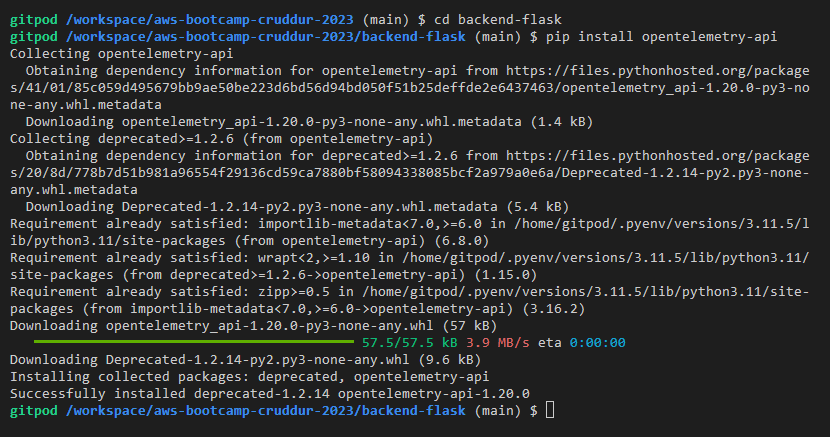 gitpod /workspace/aws-bootcamp-cruddur-2023 (main) $ cd backend-flask
gitpod /workspace/aws-bootcamp-cruddur-2023/backend-flask (main) $ pip install opentelemetry-api
Collecting opentelemetry-api
  Obtaining dependency information for opentelemetry-api from https://files.pythonhosted.org/package
s/41/01/85c059d495679bb9ae50be223d6bd56d94bd050f51b25deffde2e6437463/opentelemetry_api-1.20.0-py3-no
ne-any.whl.metadata
  Downloading opentelemetry_api-1.20.0-py3-none-any.whl.metadata (1.4 kB)
Collecting deprecated>=1.2.6 (from opentelemetry-api)
  Obtaining dependency information for deprecated>=1.2.6 from https://files.pythonhosted.org/package
s/20/8d/778b7d51b981a96554f29136cd59ca7880bf58094338085bcf2a979a0e6a/Deprecated-1.2.14-py2.py3-none-
any.whl.metadata
  Downloading Deprecated-1.2.14-py2.py3-none-any.whl.metadata (5.4 kB)
Requirement already satisfied: importlib-metadata<7.0,>=6.0 in /home/gitpod/.pyenv/versions/3.11.5/l
ib/python3.11/site-packages (from opentelemetry-api) (6.8.0)
Requirement already satisfied: wrapt<2,>=1.10 in /home/gitpod/.pyenv/versions/3.11.5/lib/python3.11/
site-packages (from deprecated>=1.2.6->opentelemetry-api) (1.15.0)
Requirement already satisfied: zipp>=0.5 in /home/gitpod/.pyenv/versions/3.11.5/lib/python3.11/site-
packages (from importlib-metadata<7.0,>=6.0->opentelemetry-api) (3.16.2)
Downloading opentelemetry_api-1.20.0-py3-none-any.whl (57 kB)
57.5/57.5 kB 3.9 MB/s eta 0:00:00
Downloading Deprecated-1.2.14-py2.py3-none-any.whl (9.6 kB)
Installing collected packages: deprecated, opentelemetry-api
Successfully installed deprecated-1.2.14 opentelemetry-api-1.20.0
gitpod /workspace/aws-bootcamp-cruddur-2023/backend-flask (main) $